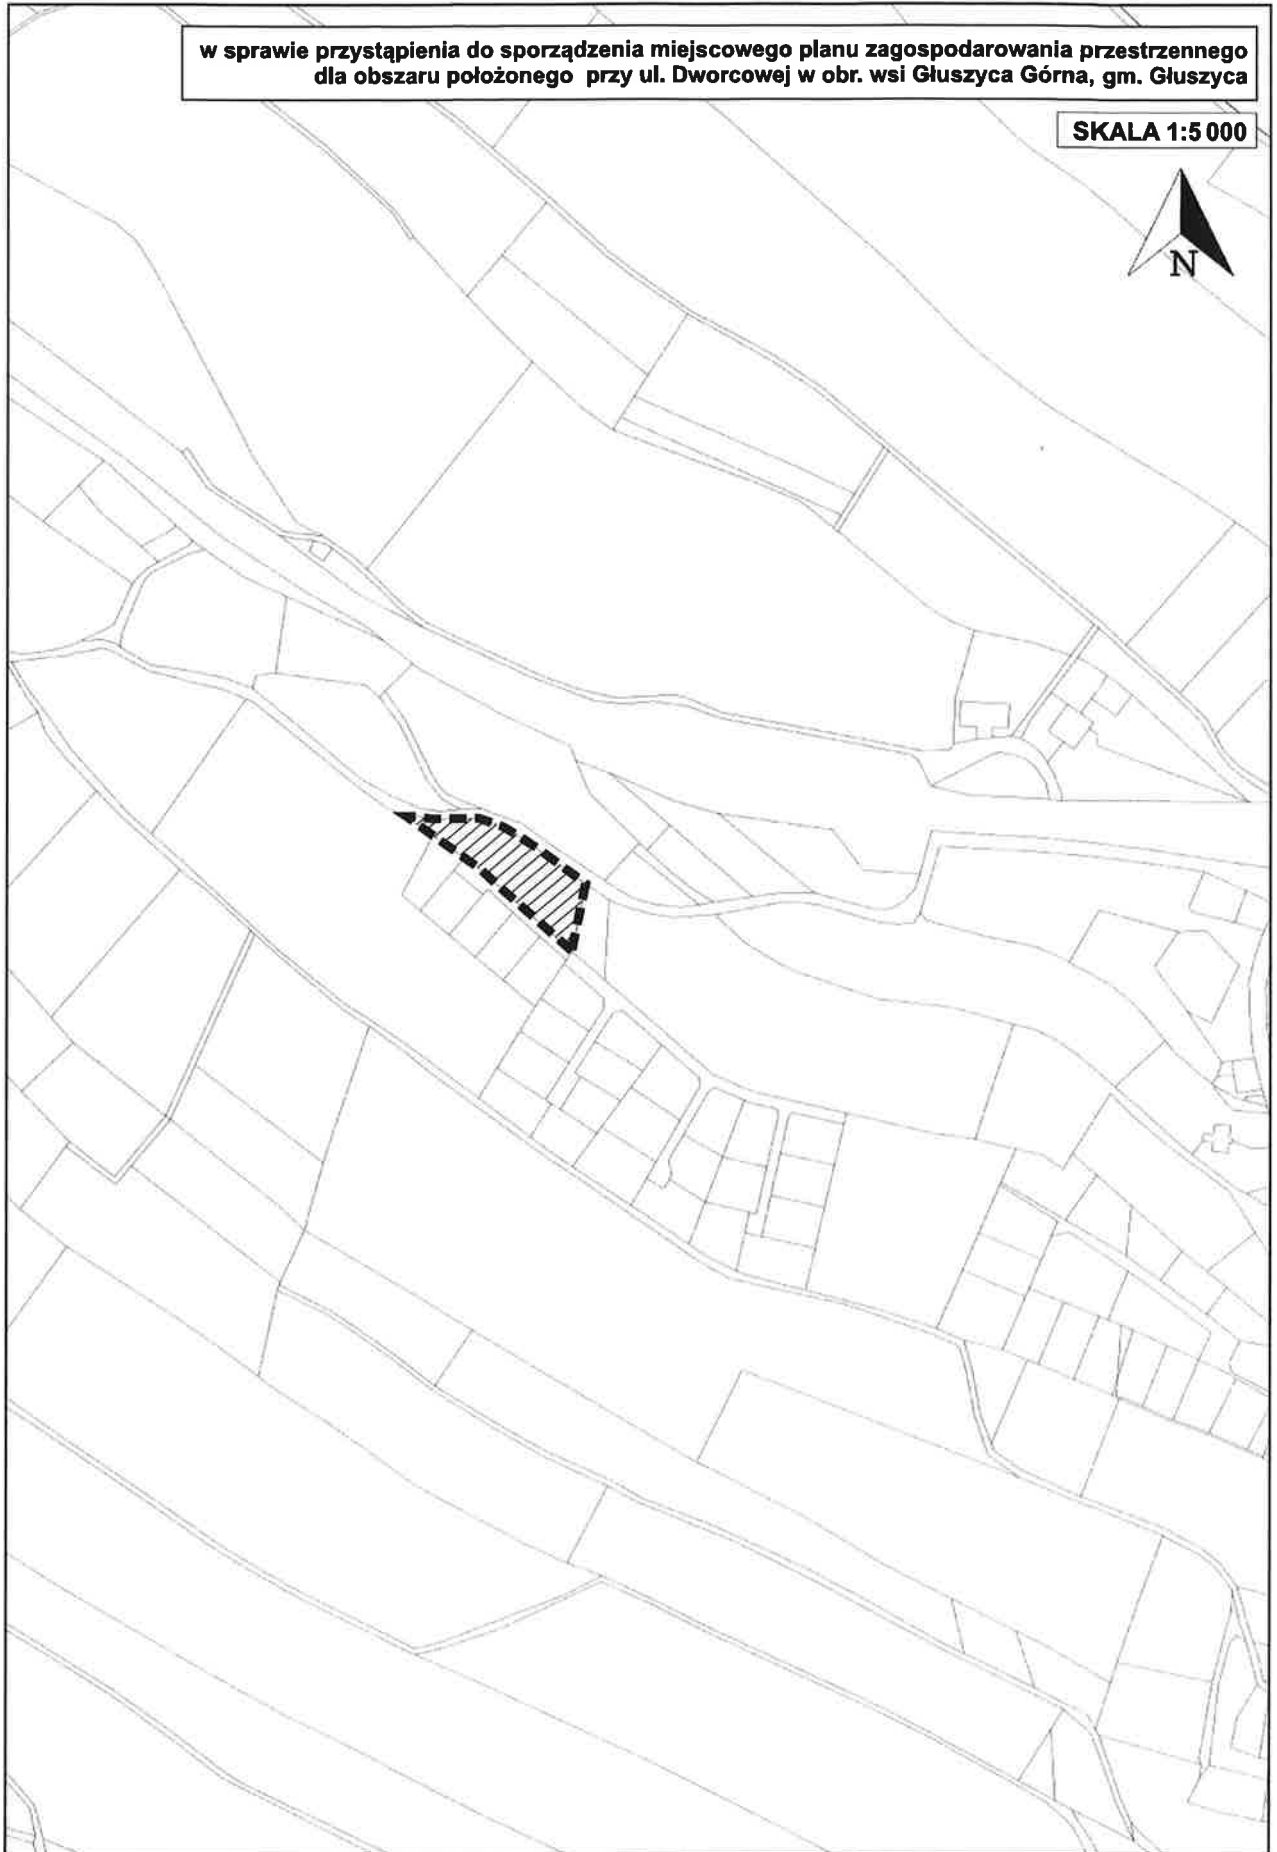 w sprawie przystąpienia do sporządzenia miejscowego planu zagospodarowania przestrzennego
dla obszaru położonego przy ul. Dworcowej w obr. wsi Głuszyca Górna, gm. Głuszyca
SKALA 1:5 000
N